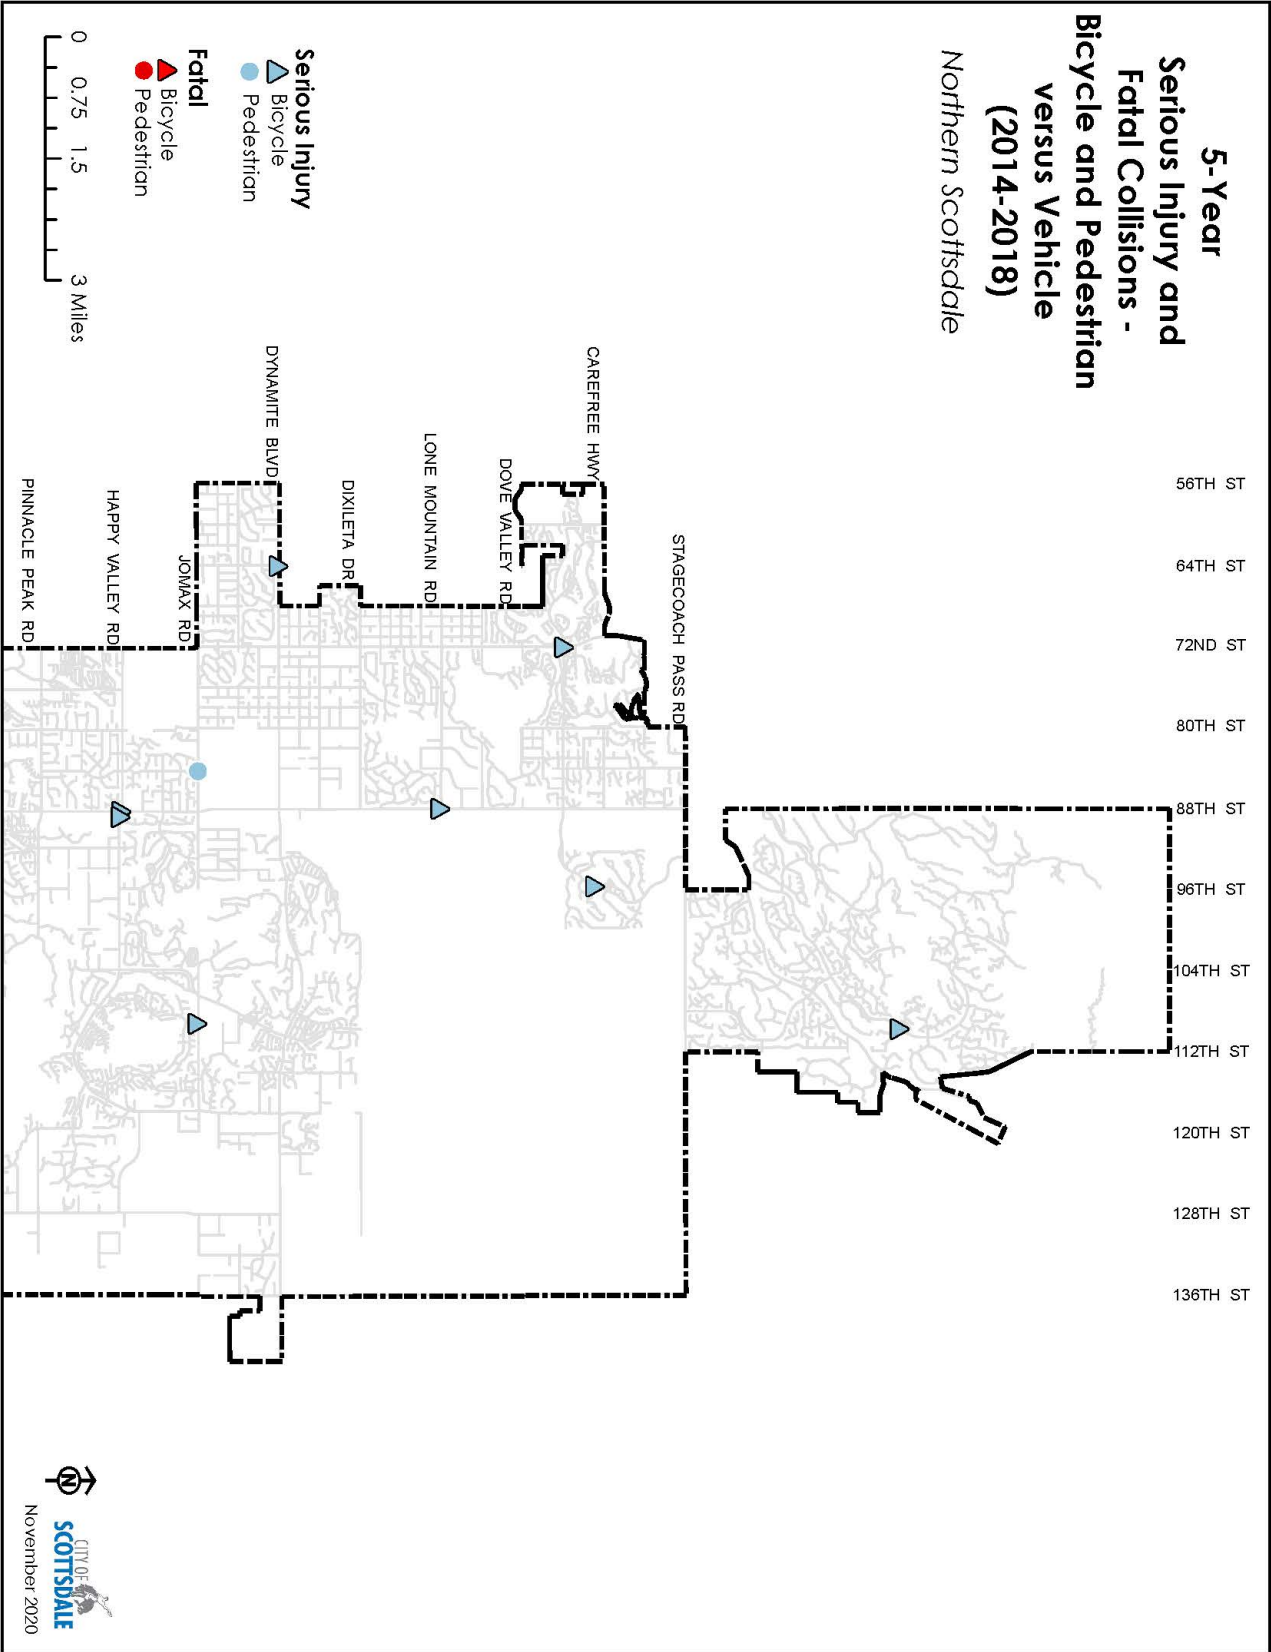 5-Year
Serious Injury and
Fatal Collisions -
Bicycle and Pedestrian
versus Vehicle
(2014-2018)
Northern Scottsdale
Serious Injury
Bicycle
Pedestrian
Fatal
Bicycle
Pedestrian
0 0.75 1.5 3 Miles
56TH ST
64TH ST
72ND ST
80TH ST
88TH ST
96TH ST
104TH ST
112TH ST
120TH ST
128TH ST
136TH ST
STAGECOACH PASS RD
CAREFREE HWY
DOVE VALLEY RD
LONE MOUNTAIN RD
DIXILETA DR
DYNAMITE BLVD
JOMAX RD
HAPPY VALLEY RD
PINNACLE PEAK RD
N
CITY OF
SCOTTSDALE
November 2020